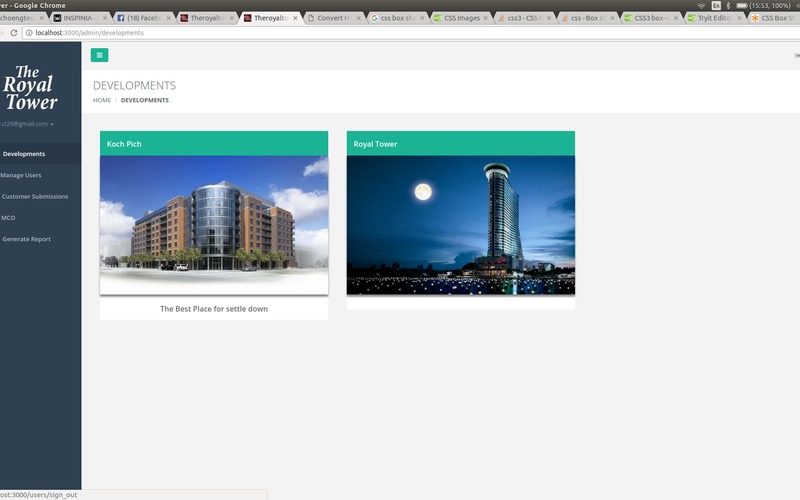 ver - Google Chrome
En (15:53, 100%)
choengte
INSPINIA -
(18) Faceb
Theroyalto
Theroyalto
Convert H
css box sh
CSS Images
css3 - CSS
css - Box s
CSS3 box-
Tryit Edito
CSS Box Sh
localhost:3000/admin/developments
The
Royal
Tower
.cl29@gmail.com
Developments
Manage Users
Customer Submissions
MCO
Generate Report
DEVELOPMENTS
HOME / DEVELOPMENTS
Koch Pich
Royal Tower
The Best Place for settle down
ost:3000/users/sign_out